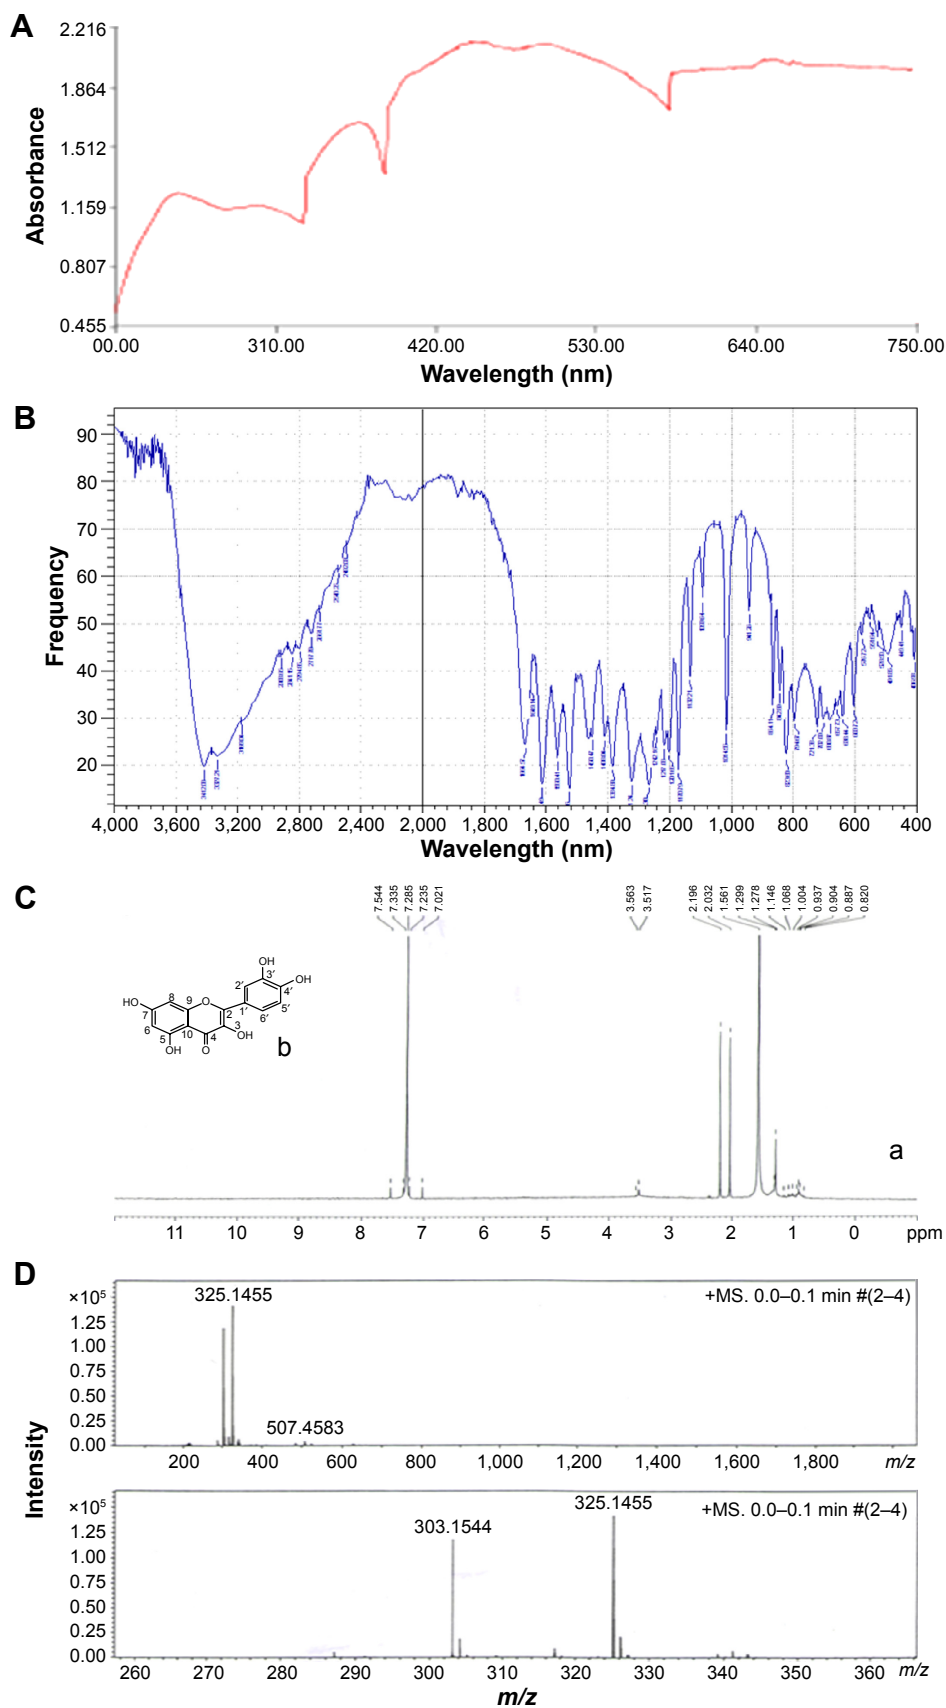 A
2.216
1.864
1.512
1.159
0.807
0.455
Absorbance
00.00 310.00 420.00 530.00 640.00 750.00
Wavelength (nm)
B
90
80
70
60
50
40
30
20
Frequency
4,000 3,600 3,200 2,800 2,400 2,000 1,800 1,600 1,400 1,200 1,000 800 600 400
Wavelength (nm)
C
7.544 7.335 7.285 7.235 7.021 3.563 3.517 2.196 2.032 1.561 1.299 1.278 1.146 1.068 1.004 0.937 0.904 0.887 0.820
OH
3′
OH
4′
2′
5′
1′
6′
HO
8
9
O
7
2
6
10
3
5
4
OH
OH
O
b
a
11 10 9 8 7 6 5 4 3 2 1 0 ppm
D
Intensity
×10⁵
1.25
1.00
0.75
0.50
0.25
0.00
325.1455
507.4583
+MS. 0.0–0.1 min #(2–4)
200 400 600 800 1,000 1,200 1,400 1,600 1,800 m/z
×10⁵
1.25
1.00
0.75
0.50
0.25
0.00
303.1544
325.1455
+MS. 0.0–0.1 min #(2–4)
260 270 280 290 300 310 320 330 340 350 360 m/z
m/z